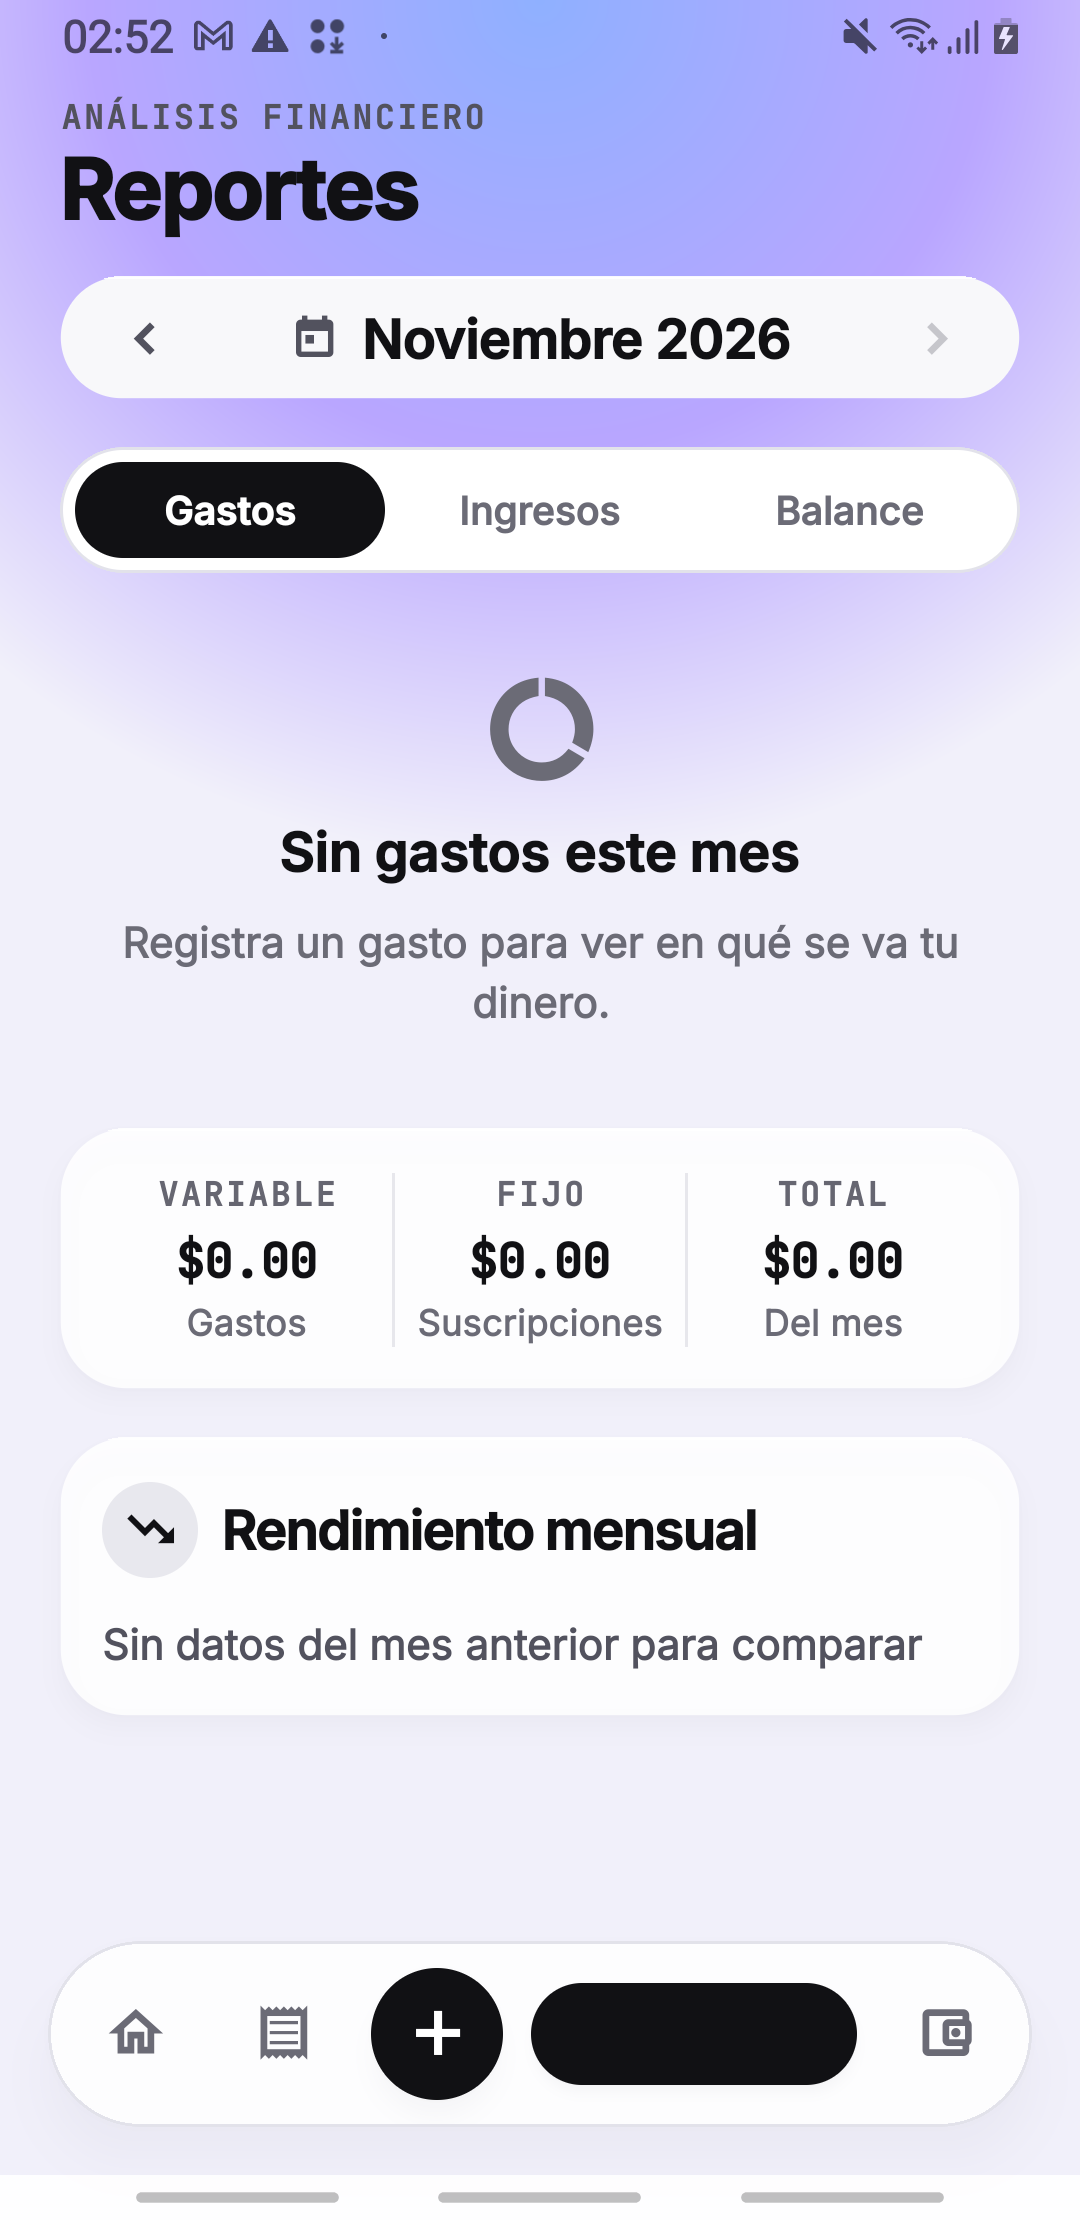 02:52
ANÁLISIS FINANCIERO
Reportes
Noviembre 2026
Gastos
Ingresos
Balance
Sin gastos este mes
Registra un gasto para ver en qué se va tu
dinero.
VARIABLE
$0.00
Gastos
FIJO
$0.00
Suscripciones
TOTAL
$0.00
Del mes
Rendimiento mensual
Sin datos del mes anterior para comparar